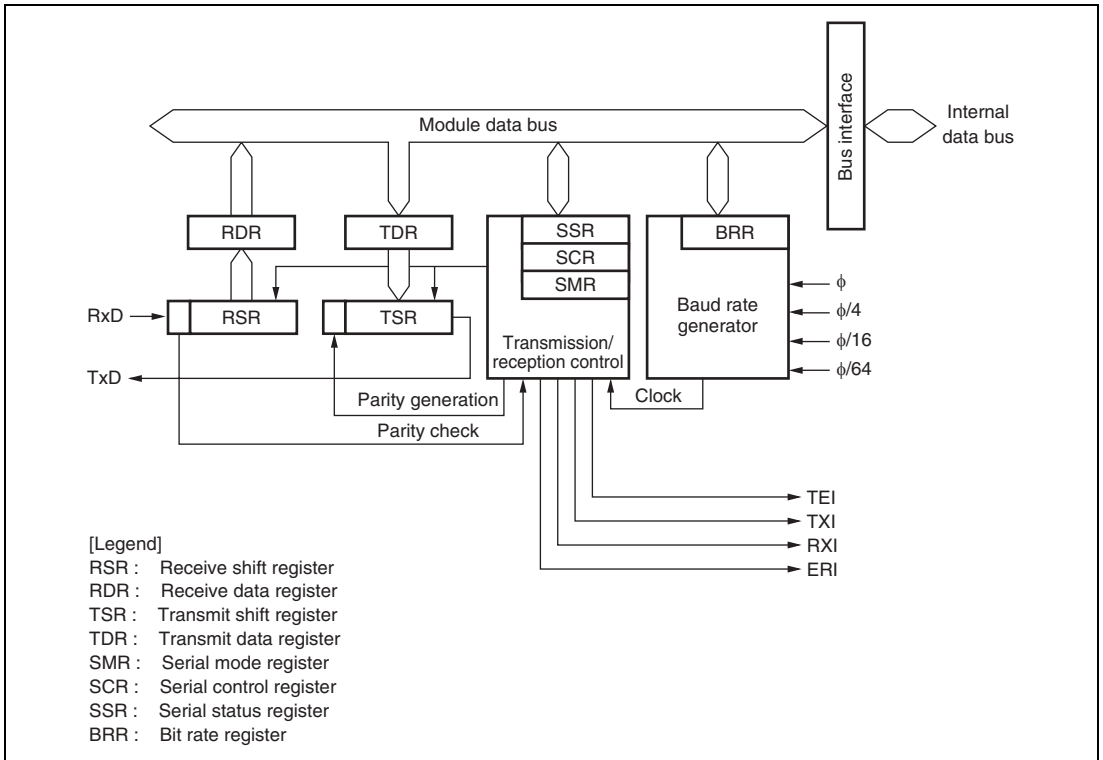 Module data bus
Bus interface
Internal
data bus
RDR
TDR
SSR
SCR
SMR
BRR
RxD
RSR
TSR
Baud rate
generator
φ
φ/4
φ/16
φ/64
Transmission/
reception control
TxD
Parity generation
Clock
Parity check
TEI
TXI
RXI
ERI
[Legend]
RSR : Receive shift register
RDR : Receive data register
TSR : Transmit shift register
TDR : Transmit data register
SMR : Serial mode register
SCR : Serial control register
SSR : Serial status register
BRR : Bit rate register